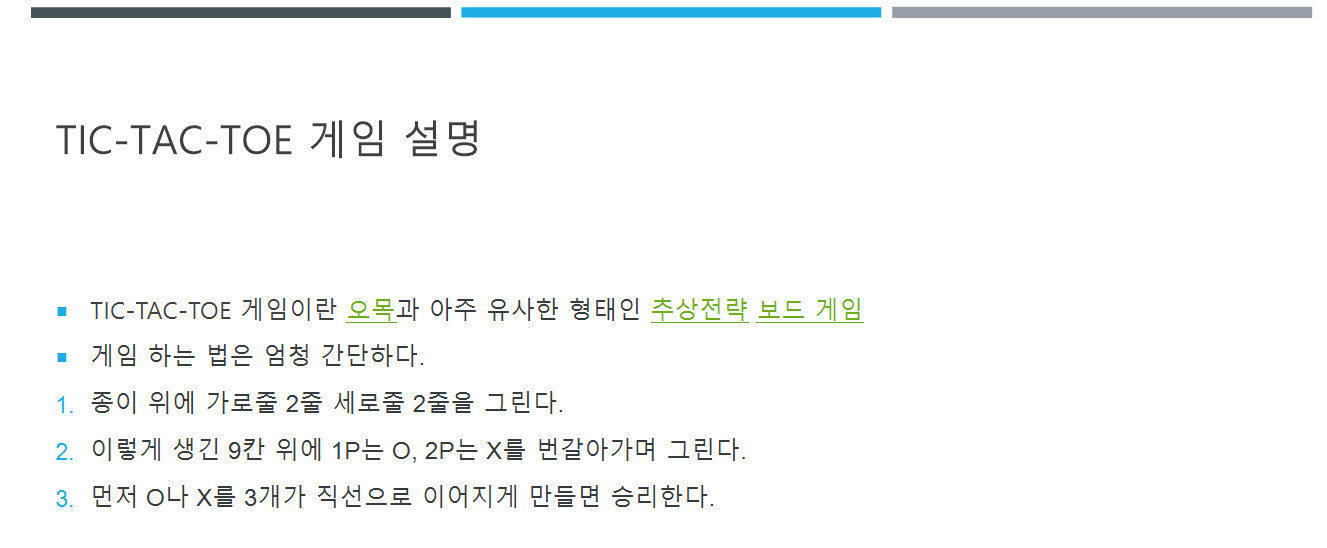 TIC-TAC-TOE 게임 설명
■ TIC-TAC-TOE 게임이란 오목과 아주 유사한 형태인 추상전략 보드 게임
■ 게임 하는 법은 엄청 간단하다.
1. 종이 위에 가로줄 2줄 세로줄 2줄을 그린다.
2. 이렇게 생긴 9칸 위에 1P는 O, 2P는 X를 번갈아가며 그린다.
3. 먼저 O나 X를 3개가 직선으로 이어지게 만들면 승리한다.